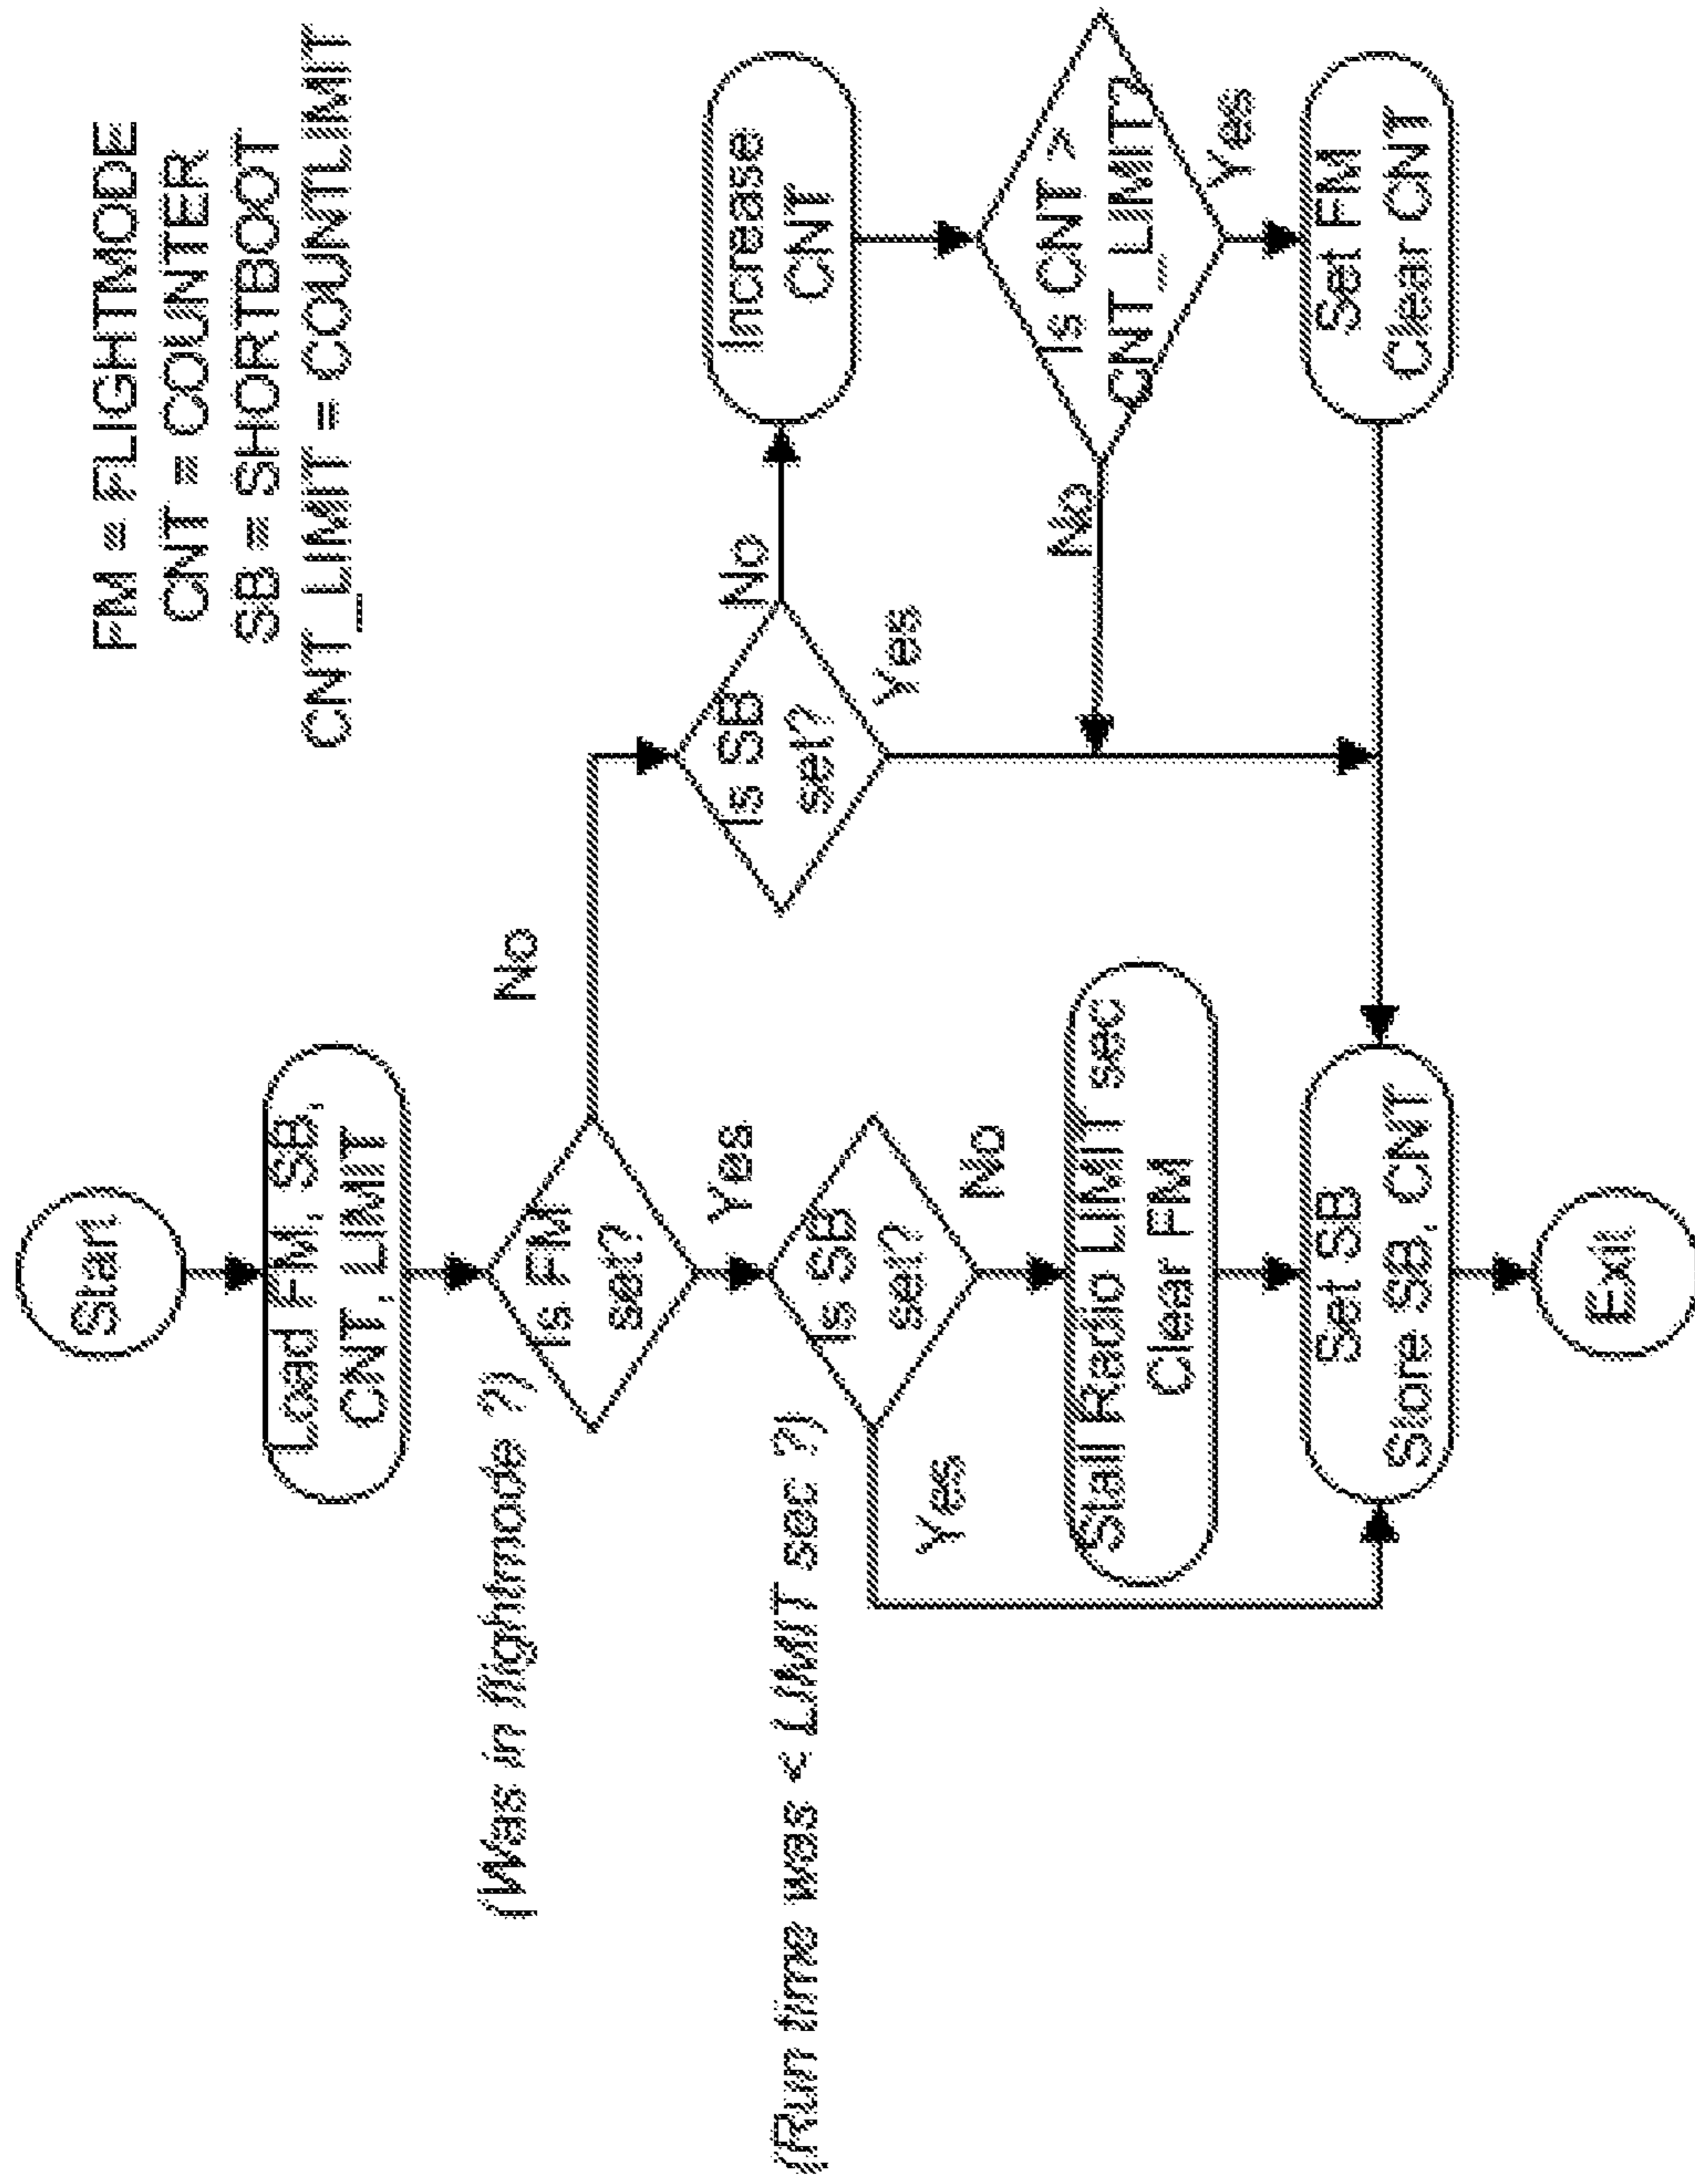 FM = FLIGHTMODE
CNT = COUNTER
SB = SHORTBOOT
CNT_LIMIT = COUNTLIMIT
Start
Load FM, SB,
CNT, LIMIT
(Was in flightmode ?)
Is FM
set?
No
Yes
(Run time was < LIMIT sec ?)
Is SB
set?
Yes
No
Stall Radio LIMIT sec
Clear FM
Set SB
Store SB, CNT
Exit
Is SB
set?
No
Yes
Increase
CNT
Is CNT >
CNT_LIMIT?
No
Yes
Set FM
Clear CNT